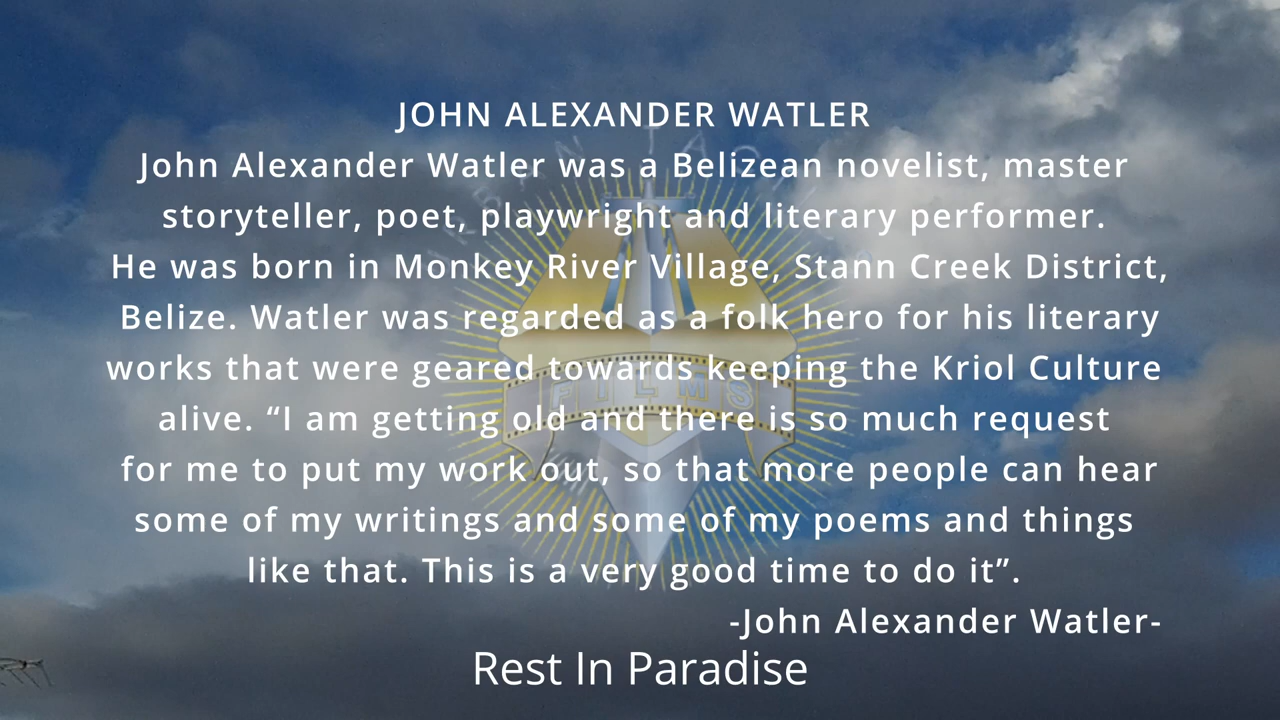 JOHN ALEXANDER WATLER
John Alexander Watler was a Belizean novelist, master
storyteller, poet, playwright and literary performer.
He was born in Monkey River Village, Stann Creek District,
Belize. Watler was regarded as a folk hero for his literary
works that were geared towards keeping the Kriol Culture
alive. “I am getting old and there is so much request
for me to put my work out, so that more people can hear
some of my writings and some of my poems and things
like that. This is a very good time to do it”.
-John Alexander Watler-
Rest In Paradise
FILMS